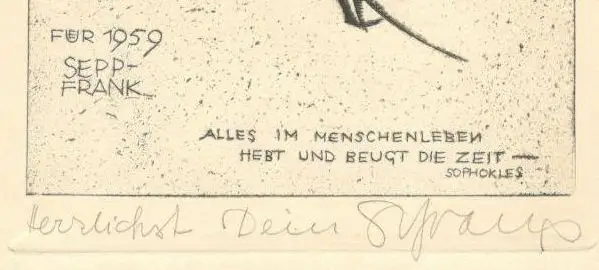 FÜR 1959
SEPP-
FRANK
ALLES IM MENSCHENLEBEN
HEBT UND BEUGT DIE ZEIT —
SOPHOKLES
Herzlichst Dein